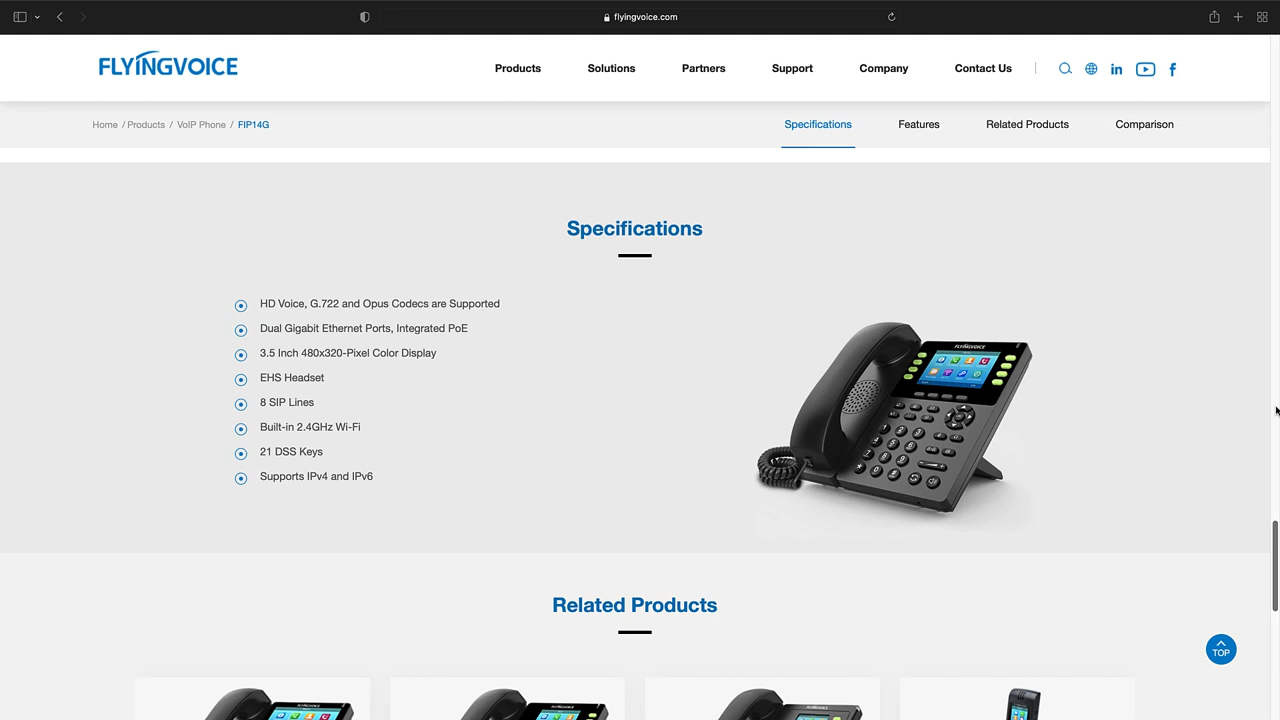 flyingvoice.com
FLYINGVOICE
Products
Solutions
Partners
Support
Company
Contact Us
Home / Products / VoIP Phone / FIP14G
Specifications
Features
Related Products
Comparison
Specifications
HD Voice, G.722 and Opus Codecs are Supported
Dual Gigabit Ethernet Ports, Integrated PoE
3.5 Inch 480x320-Pixel Color Display
EHS Headset
8 SIP Lines
Built-in 2.4GHz Wi-Fi
21 DSS Keys
Supports IPv4 and IPv6
FLYINGVOICE
Related Products
TOP